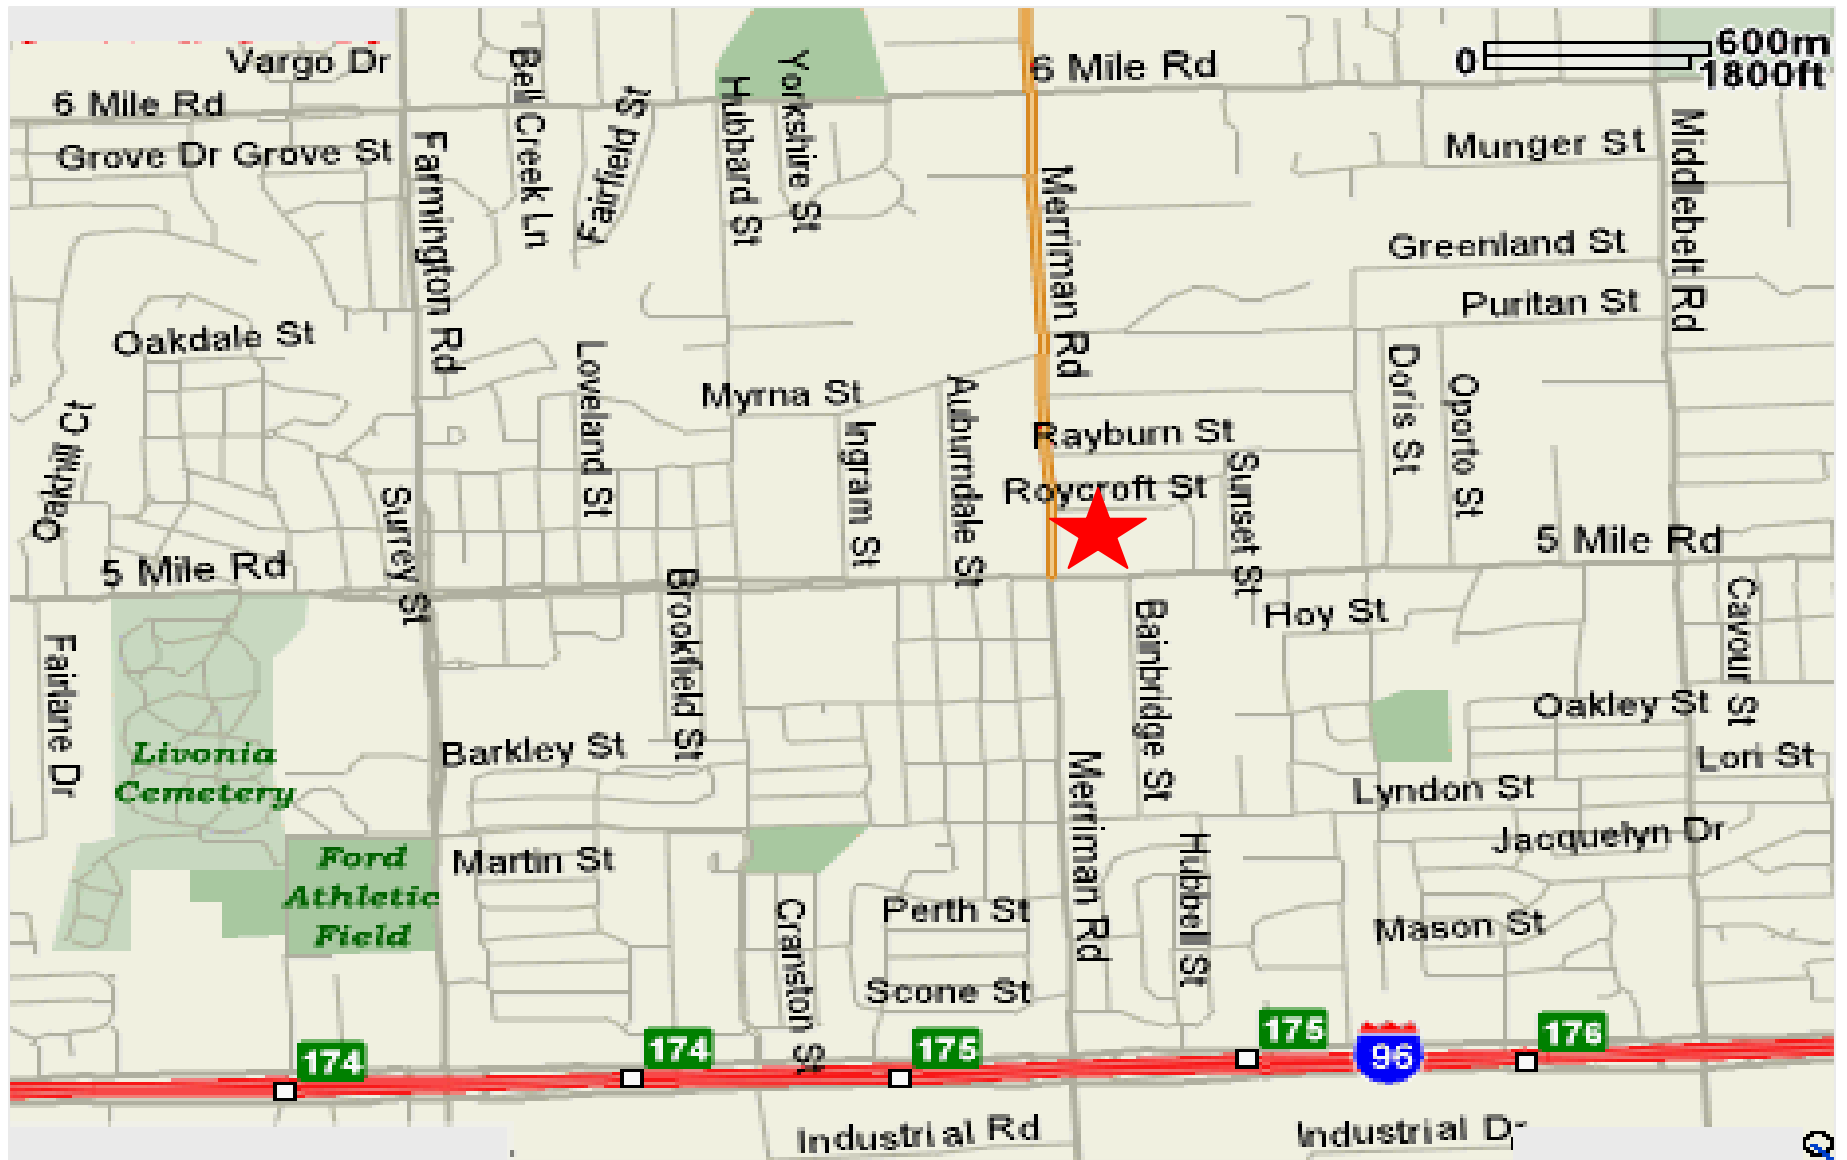 600m
0
1800ft
Vargo Dr
6 Mile Rd
6 Mile Rd
Grove Dr Grove St
Farmington Rd
Bell Creek Ln
Fairfield St
Hubbard St
Yorkshire St
Merriman Rd
Munger St
Middlebelt Rd
Greenland St
Puritan St
Oakdale St
Oakhill Ct
Loveland St
Myrna St
Ingram St
Auburndale St
Rayburn St
Roycroft St
Sunset St
Doris St
Oporto St
5 Mile Rd
5 Mile Rd
Surrey St
Brookfield St
Bainbridge St
Hoy St
Cavour St
Fairlane Dr
Livonia
Cemetery
Barkley St
Oakley St
Lori St
Lyndon St
Jacquelyn Dr
Merriman Rd
Hubbell St
Ford
Athletic
Field
Martin St
Perth St
Mason St
Cranston St
Scone St
174
174
175
175
96
176
Industrial Rd
Industrial Dr